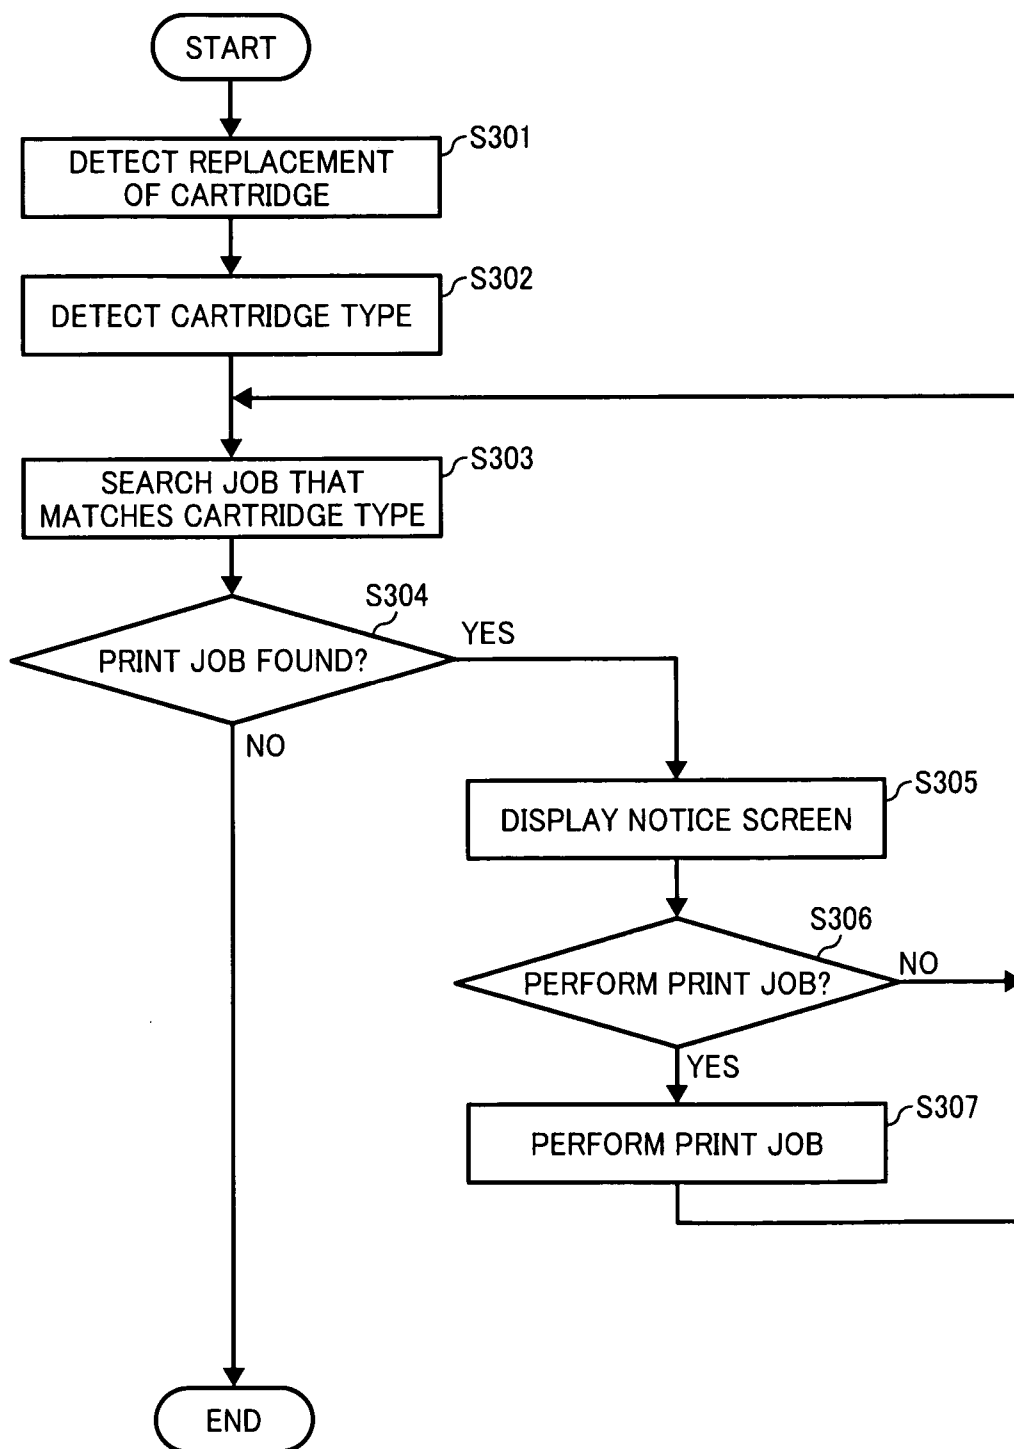 START
S301
DETECT REPLACEMENT
OF CARTRIDGE
S302
DETECT CARTRIDGE TYPE
S303
SEARCH JOB THAT
MATCHES CARTRIDGE TYPE
S304
PRINT JOB FOUND?
YES
NO
S305
DISPLAY NOTICE SCREEN
S306
PERFORM PRINT JOB?
NO
YES
S307
PERFORM PRINT JOB
END